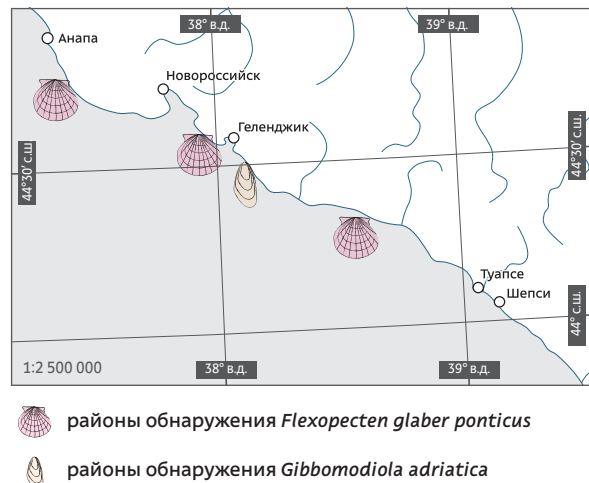 38° в.д.
39° в.д.
Анапа
Новороссийск
Геленджик
44°30′ с.ш
44°30′ с.ш.
Туапсе
Шепси
44° с.ш.
1:2 500 000
38° в.д.
39° в.д.
районы обнаружения Flexopecten glaber ponticus
районы обнаружения Gibbomodiola adriatica